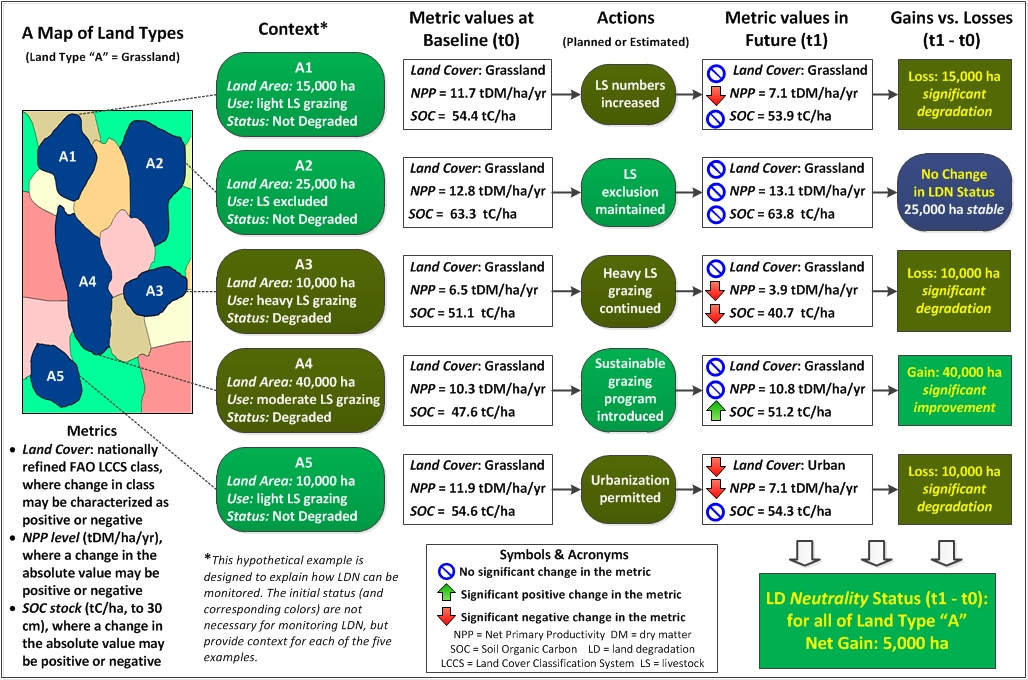 A Map of Land Types
(Land Type “A” = Grassland)
A1
A2
A4
A3
A5
Metrics
• Land Cover: nationally
refined FAO LCCS class,
where change in class
may be characterized as
positive or negative
• NPP level (tDM/ha/yr),
where a change in the
absolute value may be
positive or negative
• SOC stock (tC/ha, to 30
cm), where a change in
the absolute value may
be positive or negative
Context*
Metric values at
Baseline (t0)
Actions
(Planned or Estimated)
Metric values in
Future (t1)
Gains vs. Losses
(t1 - t0)
A1
Land Area: 15,000 ha
Use: light LS grazing
Status: Not Degraded
Land Cover: Grassland
NPP = 11.7 tDM/ha/yr
SOC = 54.4 tC/ha
LS numbers
increased
Land Cover: Grassland
NPP = 7.1 tDM/ha/yr
SOC = 53.9 tC/ha
Loss: 15,000 ha
significant
degradation
A2
Land Area: 25,000 ha
Use: LS excluded
Status: Not Degraded
Land Cover: Grassland
NPP = 12.8 tDM/ha/yr
SOC = 63.3 tC/ha
LS
exclusion
maintained
Land Cover: Grassland
NPP = 13.1 tDM/ha/yr
SOC = 63.8 tC/ha
No Change
in LDN Status
25,000 ha stable
A3
Land Area: 10,000 ha
Use: heavy LS grazing
Status: Degraded
Land Cover: Grassland
NPP = 6.5 tDM/ha/yr
SOC = 51.1 tC/ha
Heavy LS
grazing
continued
Land Cover: Grassland
NPP = 3.9 tDM/ha/yr
SOC = 40.7 tC/ha
Loss: 10,000 ha
significant
degradation
A4
Land Area: 40,000 ha
Use: moderate LS grazing
Status: Degraded
Land Cover: Grassland
NPP = 10.3 tDM/ha/yr
SOC = 47.6 tC/ha
Sustainable
grazing
program
introduced
Land Cover: Grassland
NPP = 10.8 tDM/ha/yr
SOC = 51.2 tC/ha
Gain: 40,000 ha
significant
improvement
A5
Land Area: 10,000 ha
Use: light LS grazing
Status: Not Degraded
Land Cover: Grassland
NPP = 11.9 tDM/ha/yr
SOC = 54.6 tC/ha
Urbanization
permitted
Land Cover: Urban
NPP = 7.1 tDM/ha/yr
SOC = 54.3 tC/ha
Loss: 10,000 ha
significant
degradation
*This hypothetical example is
designed to explain how LDN can be
monitored. The initial status (and
corresponding colors) are not
necessary for monitoring LDN, but
provide context for each of the five
examples.
Symbols & Acronyms
No significant change in the metric
Significant positive change in the metric
Significant negative change in the metric
NPP = Net Primary Productivity DM = dry matter
SOC = Soil Organic Carbon LD = land degradation
LCCS = Land Cover Classification System LS = livestock
LD Neutrality Status (t1 - t0):
for all of Land Type “A”
Net Gain: 5,000 ha